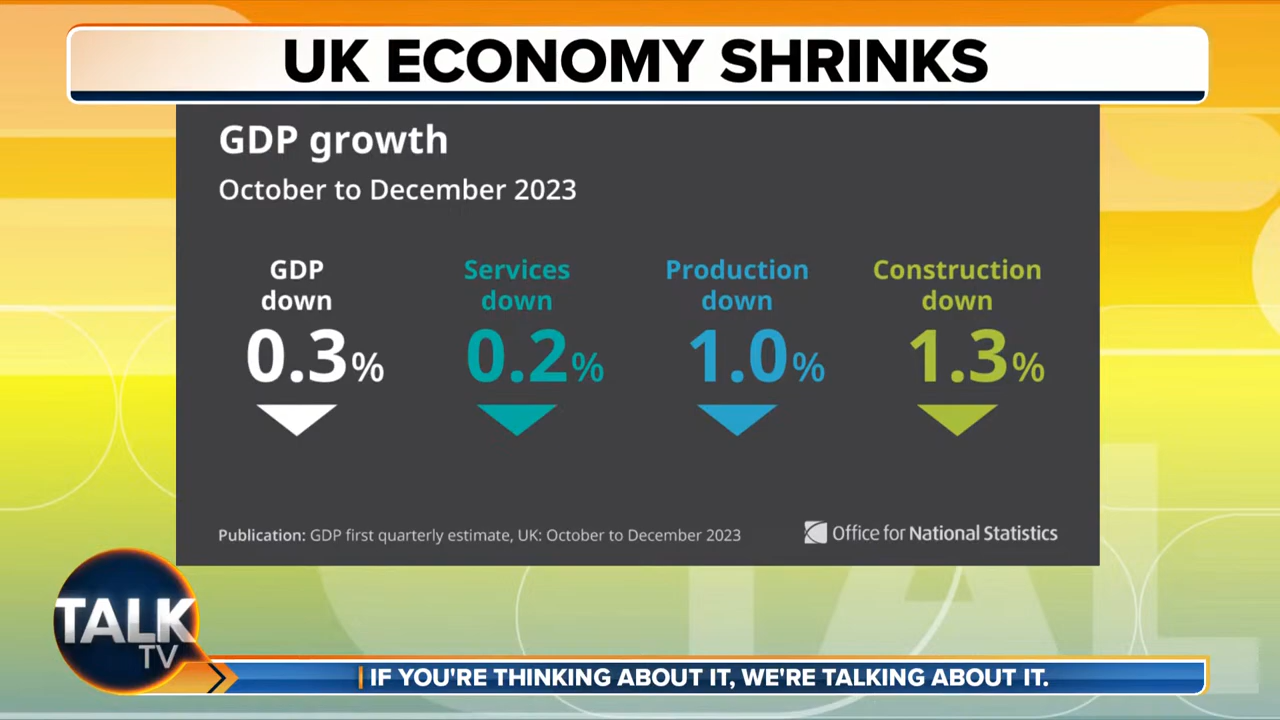 UK ECONOMY SHRINKS
GDP growth
October to December 2023
GDP
down
0.3%
Services
down
0.2%
Production
down
1.0%
Construction
down
1.3%
Publication: GDP first quarterly estimate, UK: October to December 2023
Office for National Statistics
TALK
TV
IF YOU'RE THINKING ABOUT IT, WE'RE TALKING ABOUT IT.